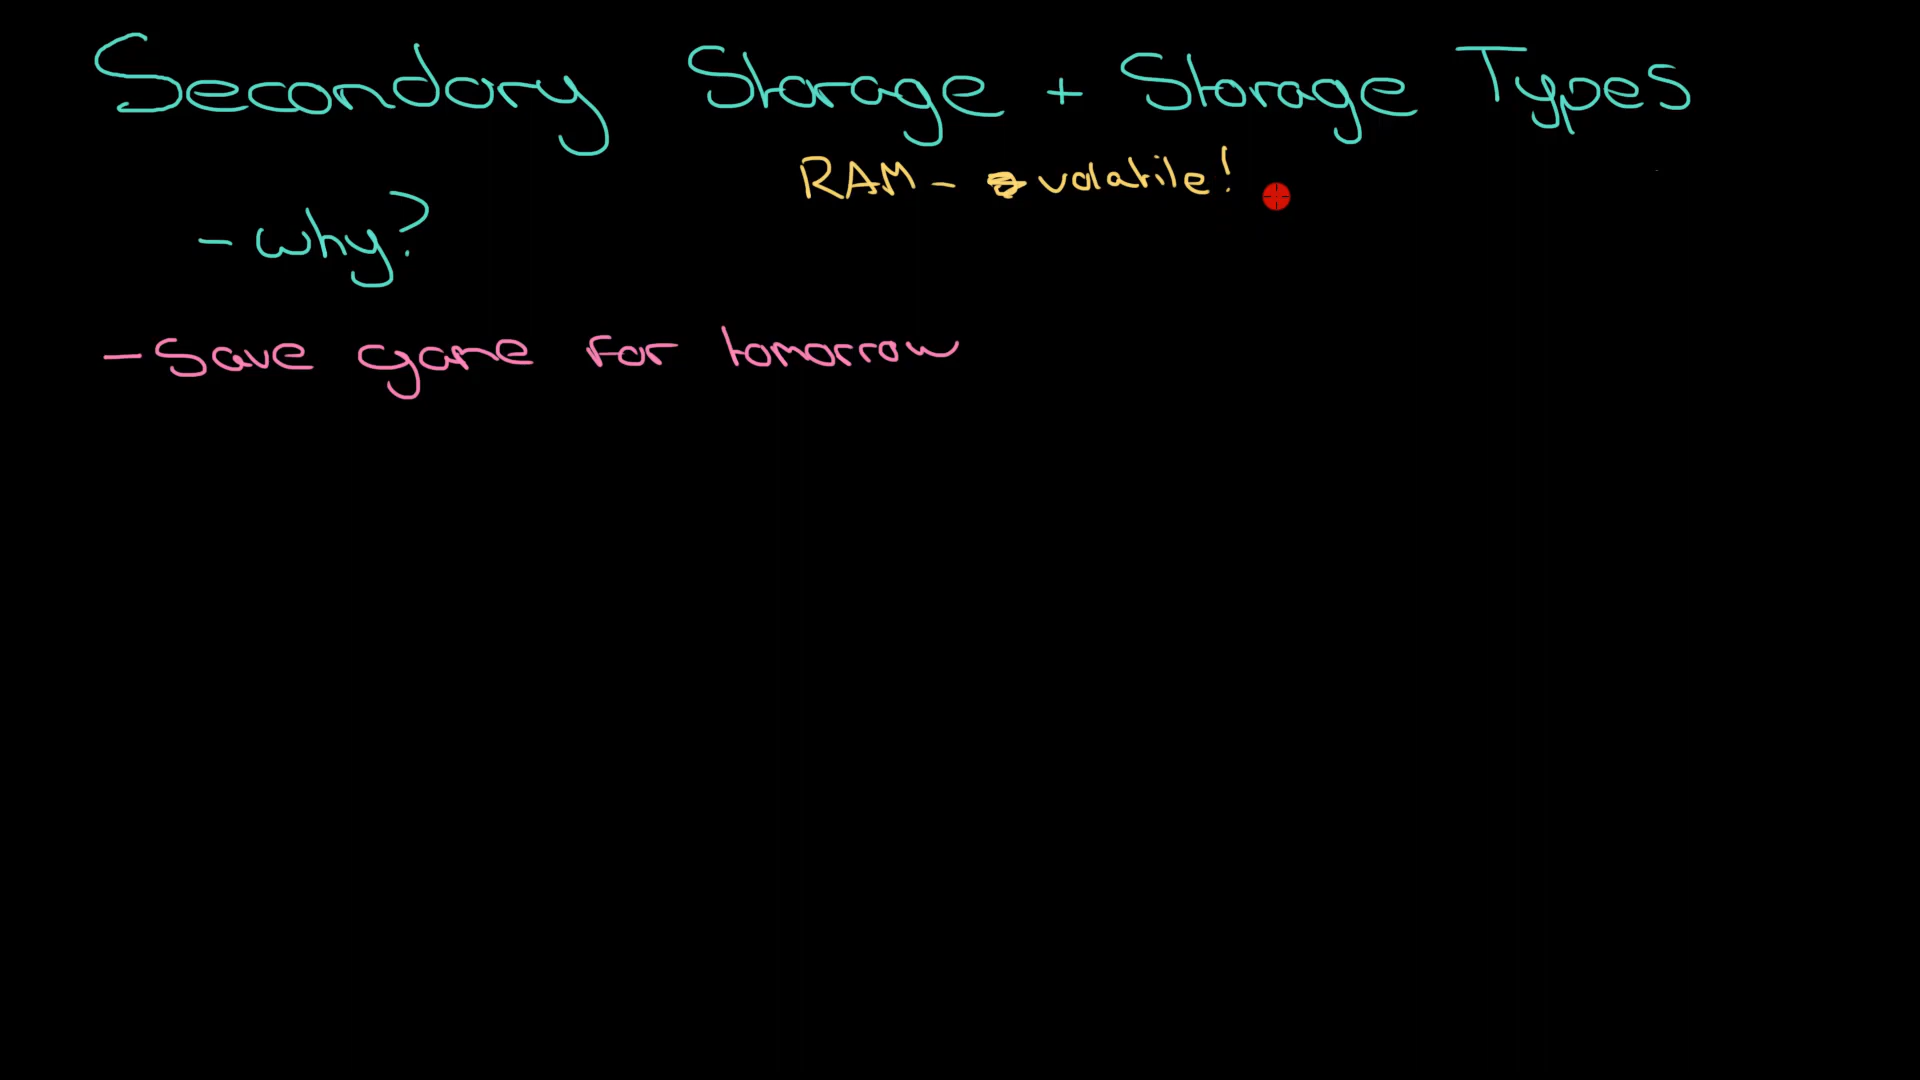 Secondary Storage + Storage Types
RAM - volatile!
- why?
- Save game for tomorrow